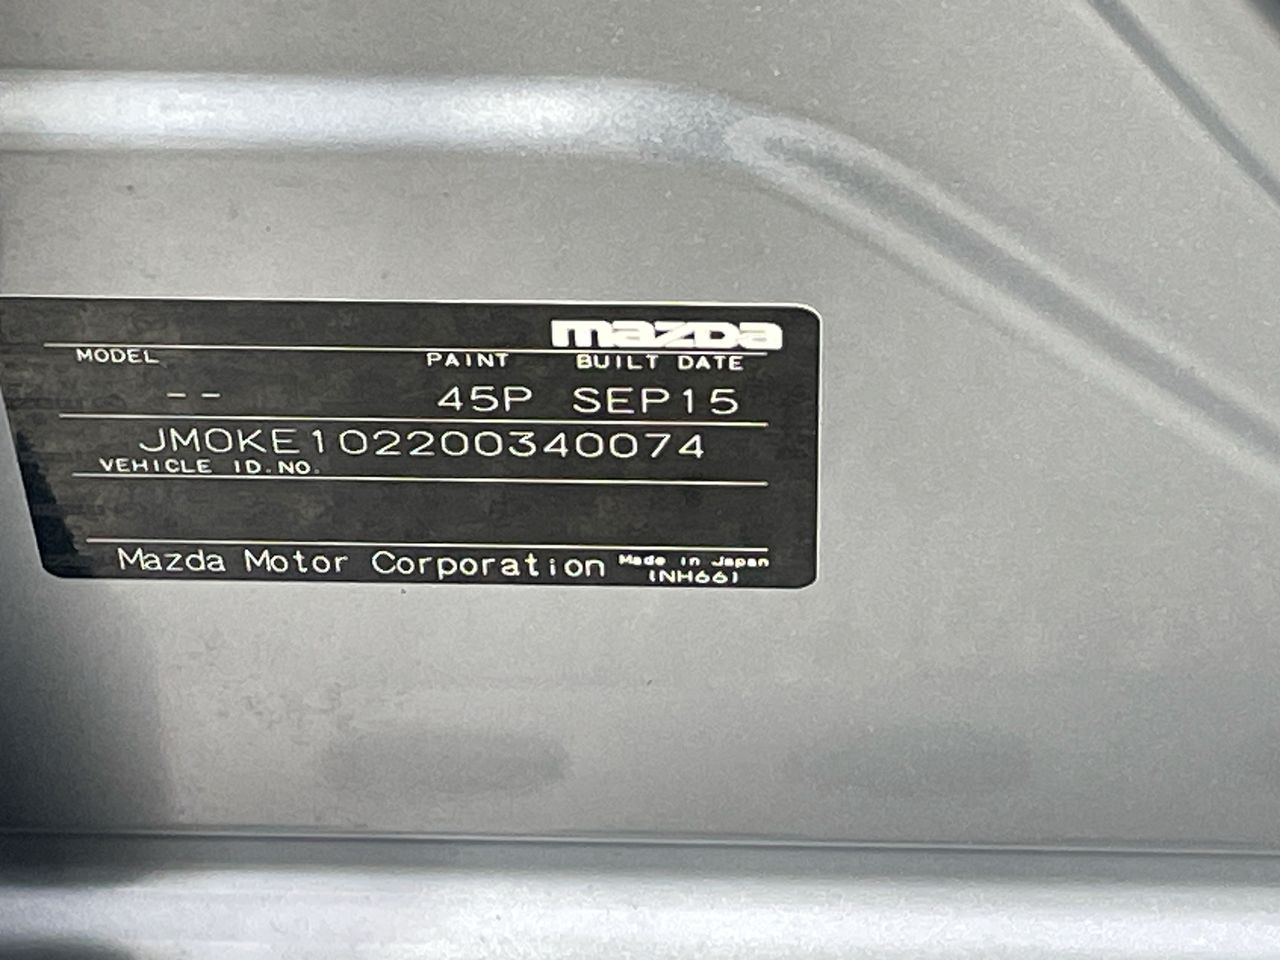 mazda
MODEL PAINT BUILT DATE
-- 45P SEP15
JM0KE102200340074
VEHICLE ID.NO.
Mazda Motor Corporation Made in Japan
(NH66)